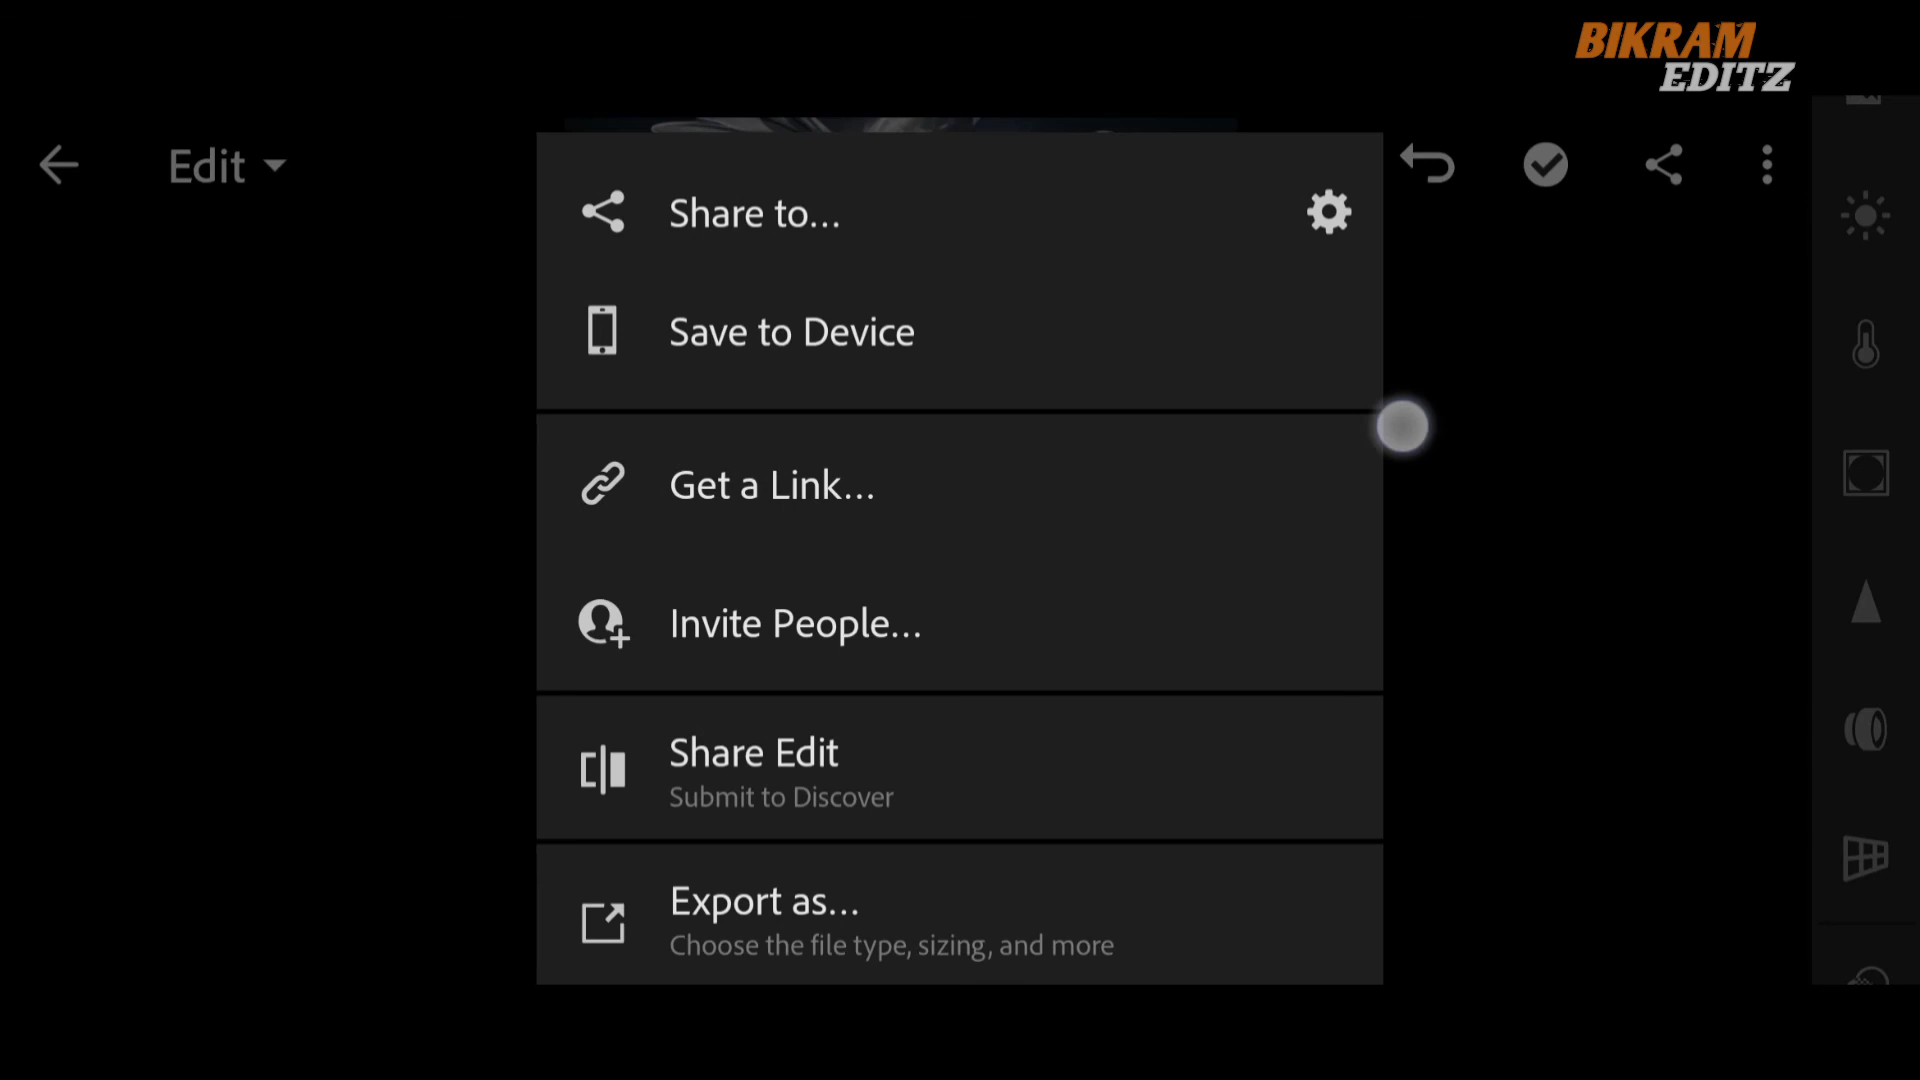 BIKRAM
EDITZ
Edit
Share to...
Save to Device
Get a Link...
Invite People...
Share Edit
Submit to Discover
Export as...
Choose the file type, sizing, and more